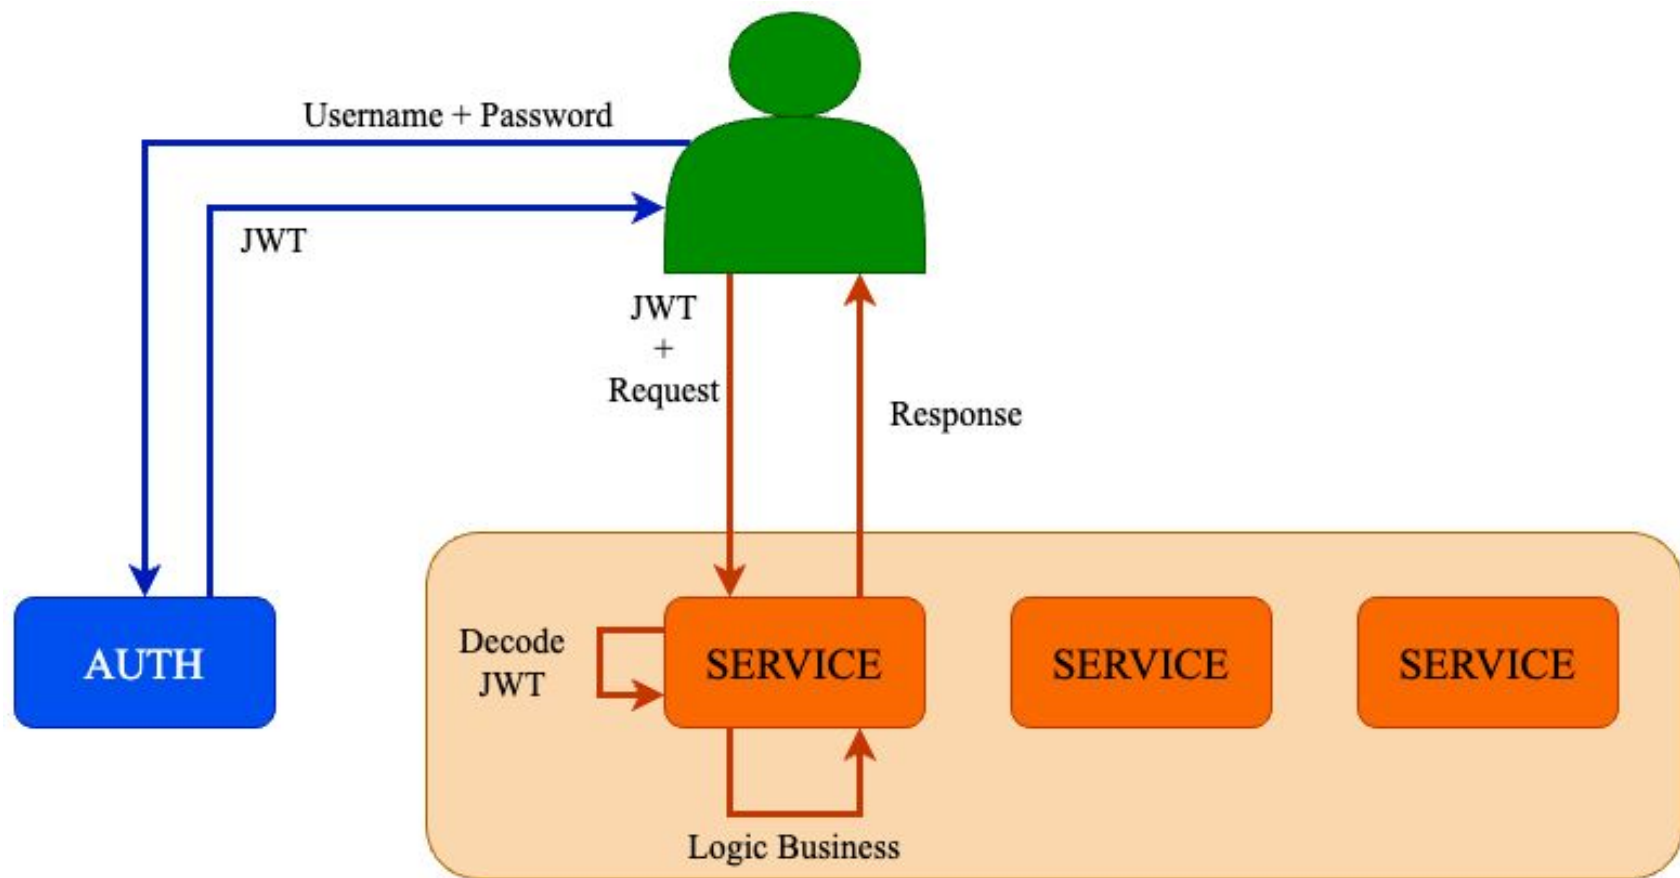 Username + Password
JWT
JWT
+
Request
Response
AUTH
Decode
JWT
SERVICE
SERVICE
SERVICE
Logic Business